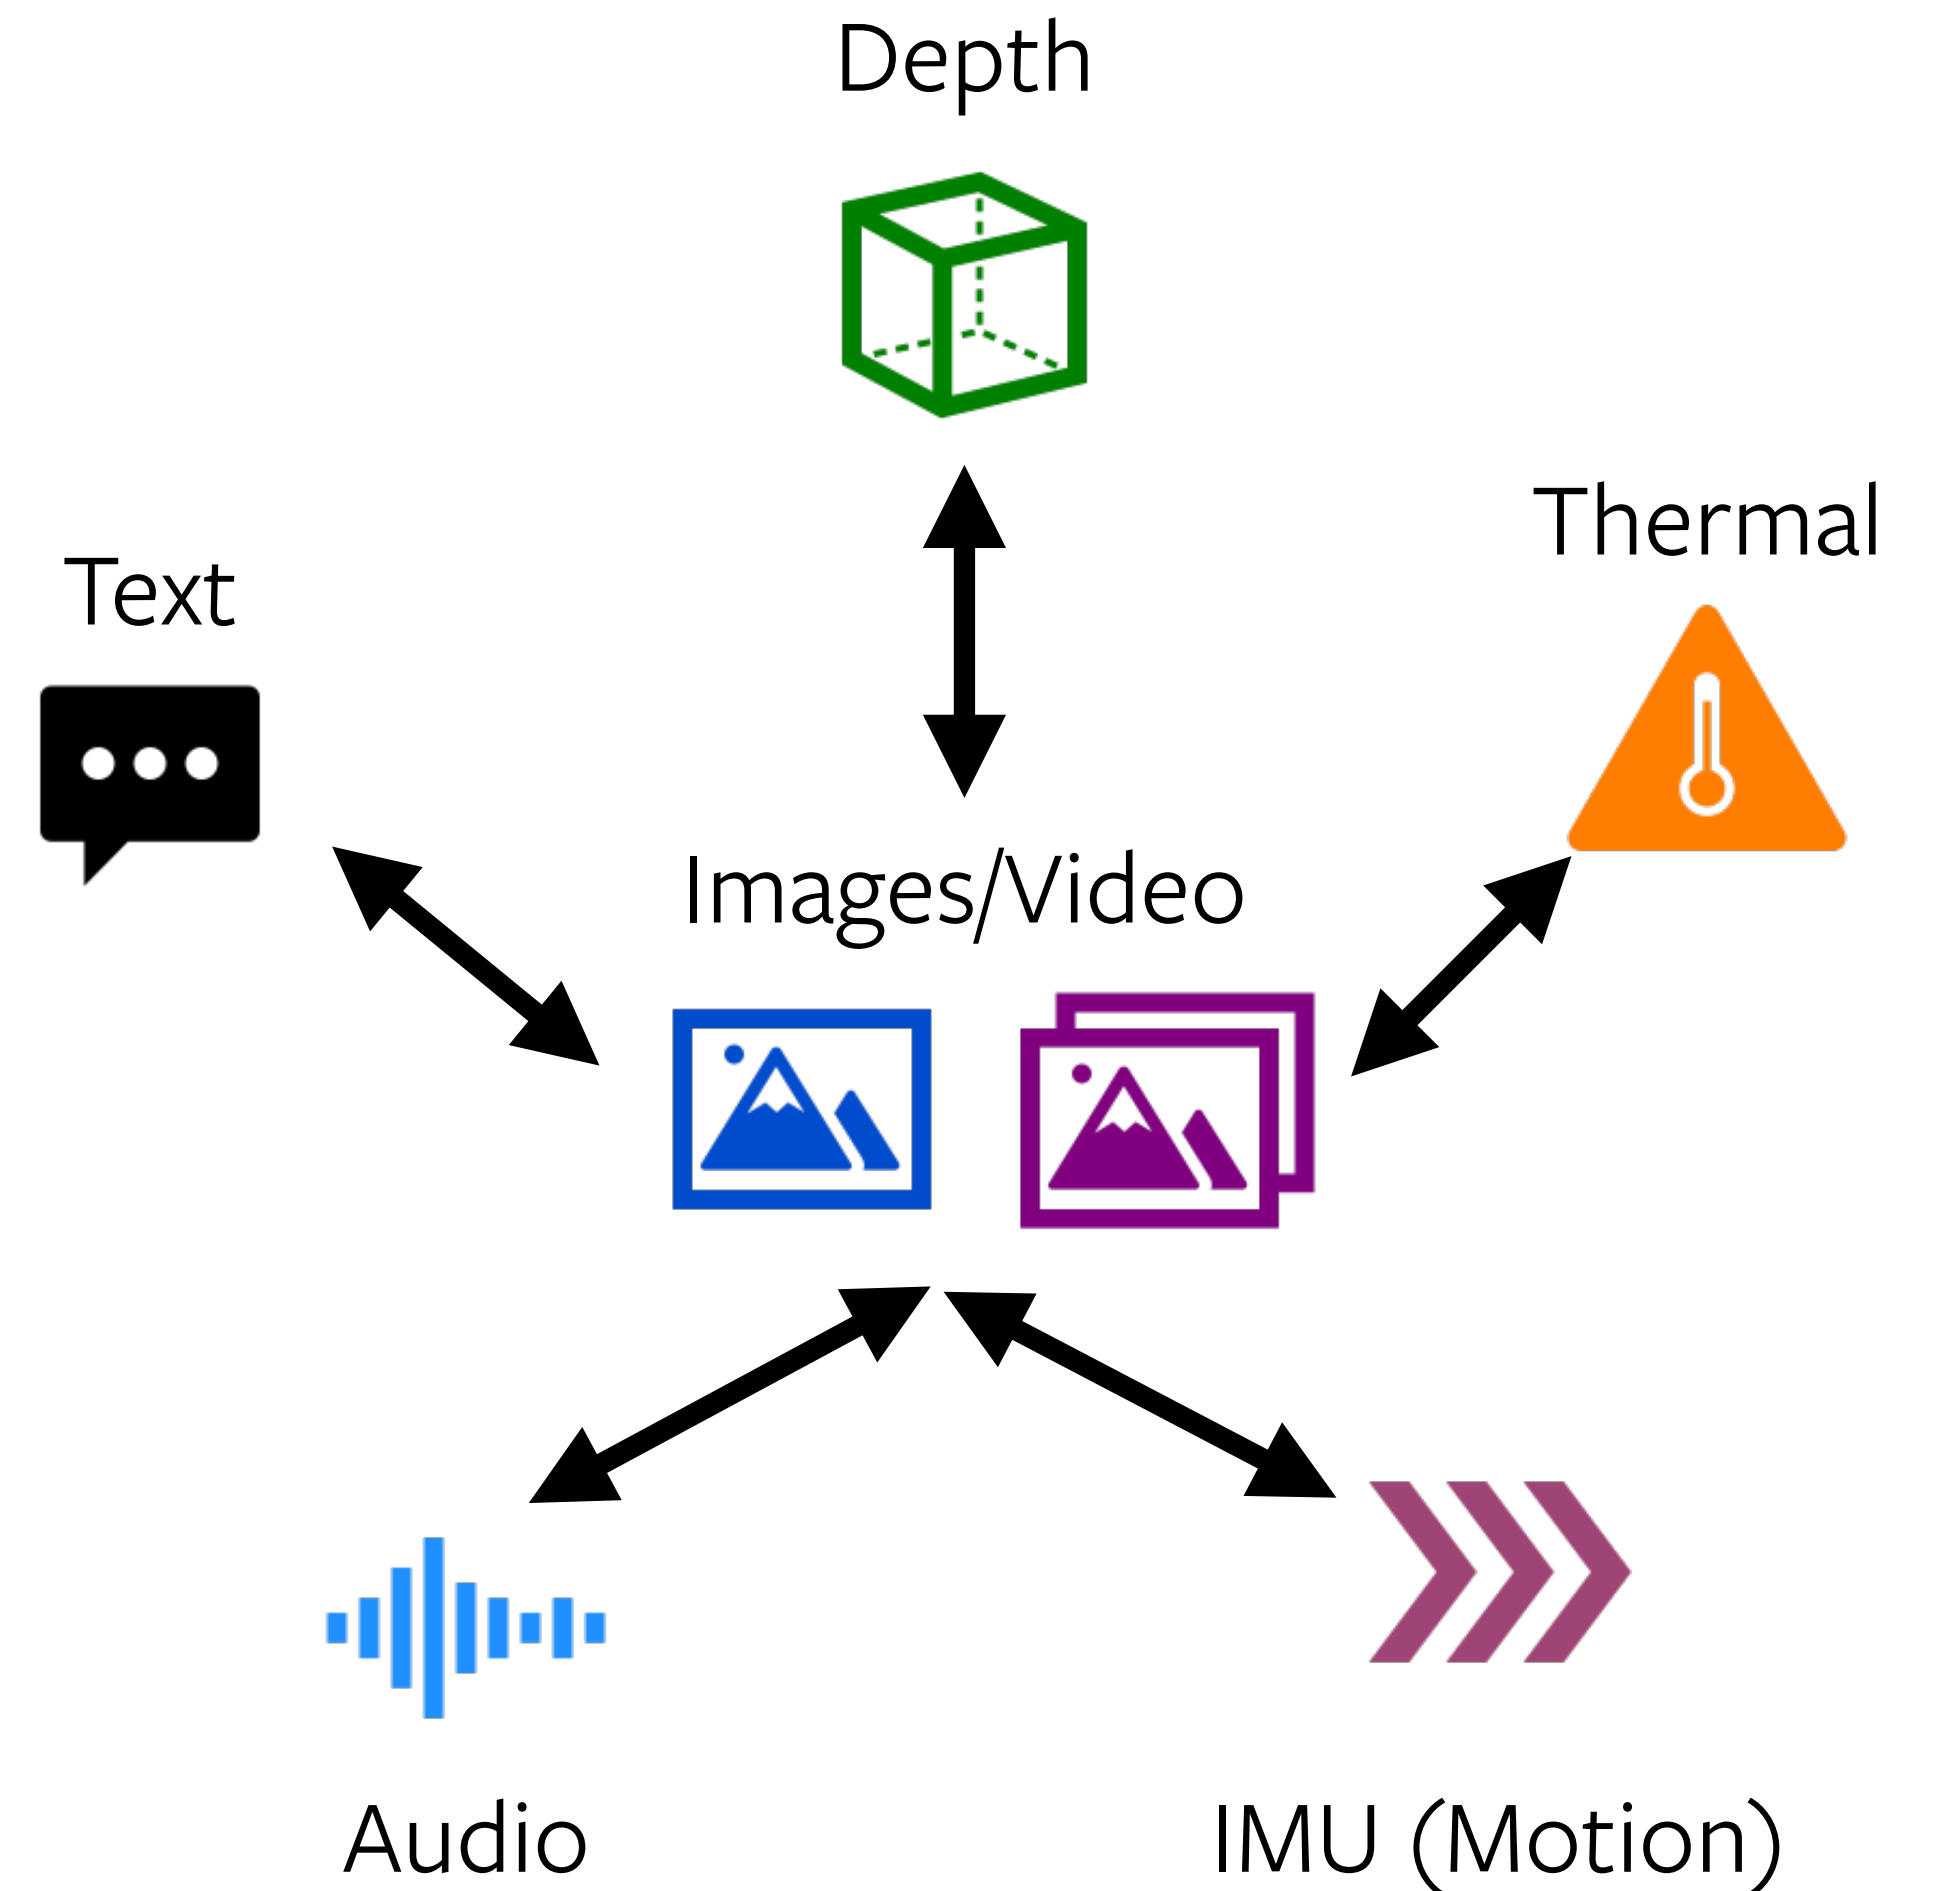 Depth
Thermal
Text
Images/Video
Audio
IMU (Motion)